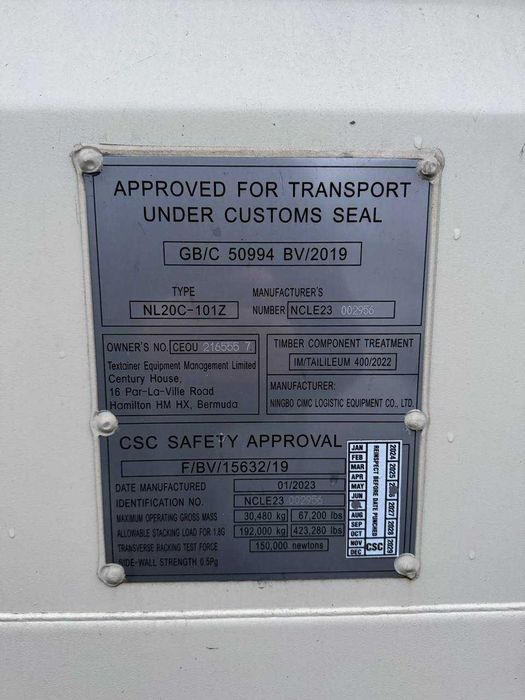 APPROVED FOR TRANSPORT
UNDER CUSTOMS SEAL
GB/C 50994 BV/2019
TYPE
NL20C-101Z
MANUFACTURER'S
NUMBER NCLE23 002956
OWNER'S NO. CEOU 216555 7
Textainer Equipment Management Limited
Century House,
16 Par-La-Ville Road
Hamilton HM HX, Bermuda
TIMBER COMPONENT TREATMENT
IM/TAILILEUM 400/2022
MANUFACTURER:
NINGBO CIMC LOGISTIC EQUIPMENT CO., LTD.
CSC SAFETY APPROVAL
F/BV/15632/19
DATE MANUFACTURED 01/2023
IDENTIFICATION NO. NCLE23 002956
MAXIMUM OPERATING GROSS MASS 30,480 kg 67,200 lbs
ALLOWABLE STACKING LOAD FOR 1.8G 192,000 kg 423,280 lbs
TRANSVERSE RACKING TEST FORCE 150,000 newtons
SIDE-WALL STRENGTH 0.5Pg
JAN
FEB
MAR
APR
MAY
JUN
AUG
SEP
OCT
NOV
DEC
REINSPECT BEFORE DATE PUNCHED
CSC
2024 2025 2027 2028 2029